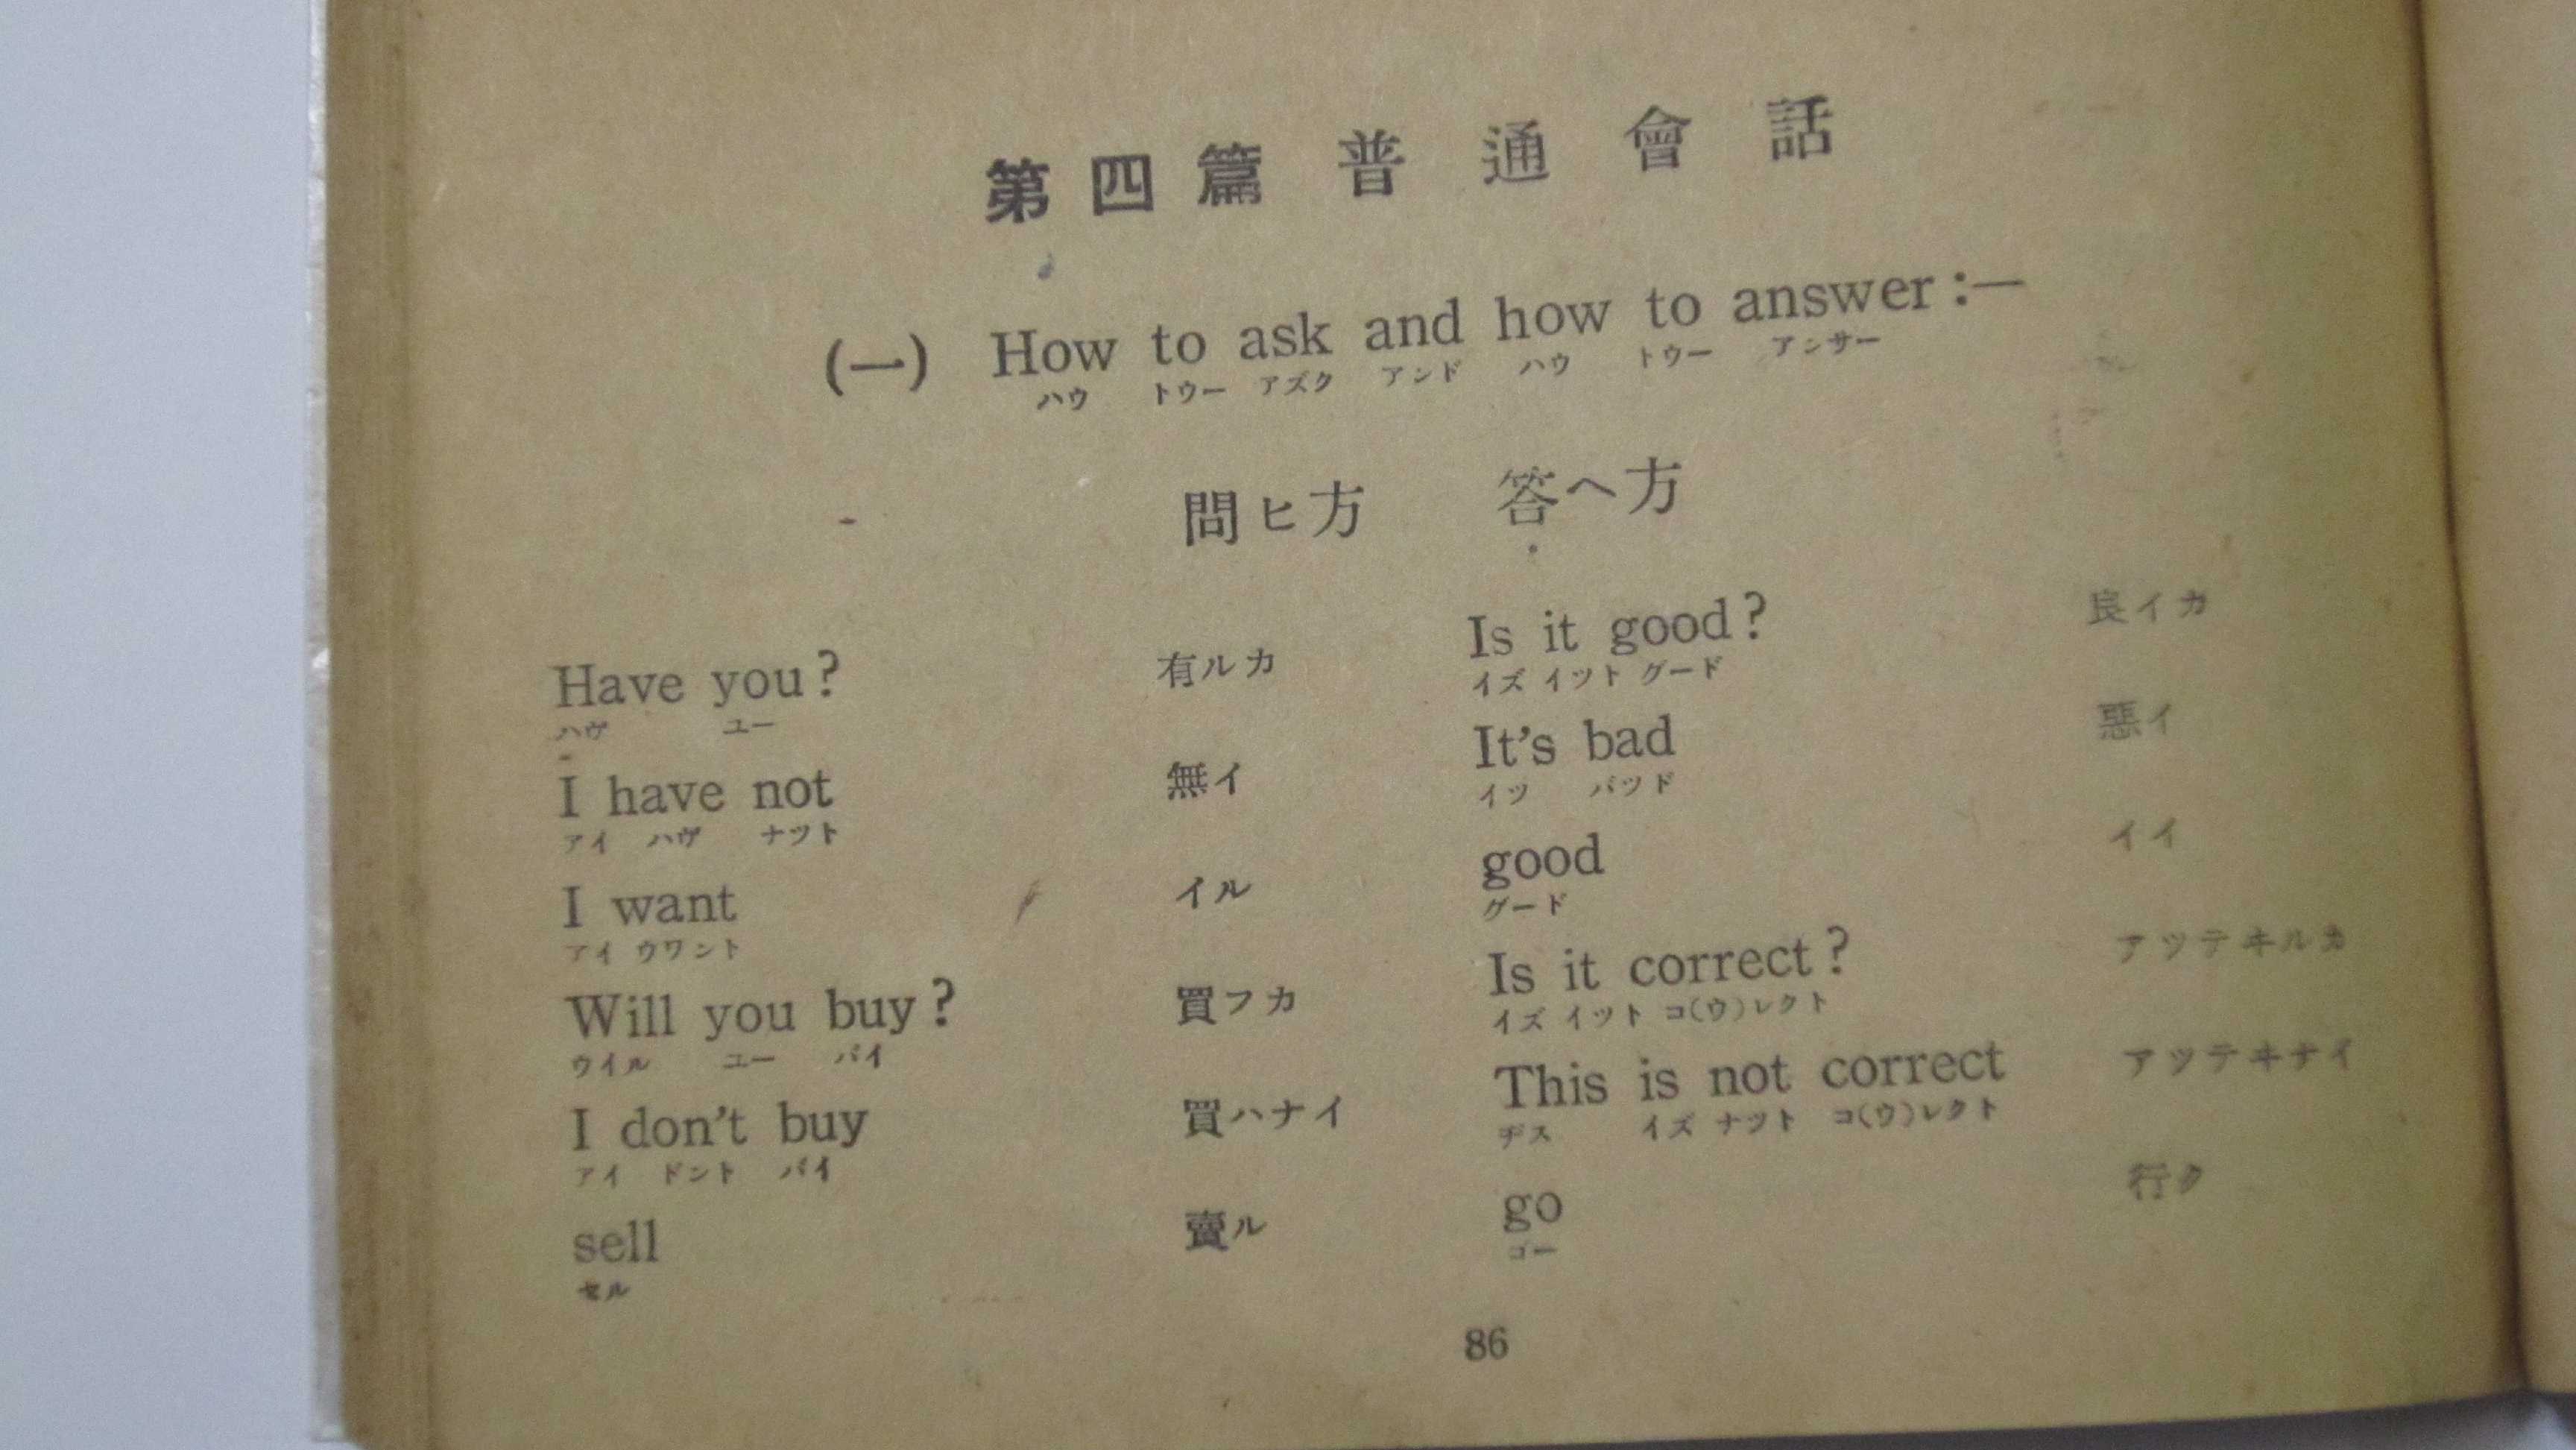 第四篇 普通會話
(一) How to ask and how to answer:—
ハウ トウー アズク アンド ハウ トウー アンサー
問ヒ方 答ヘ方
Have you? 有ルカ
ハヴ ユー
I have not 無イ
アイ ハヴ ナツト
I want イル
アイ ウワント
Will you buy? 買フカ
ウイル ユー バイ
I don't buy 買ハナイ
アイ ドント バイ
sell 賣ル
セル
Is it good? 良イカ
イズ イツト グード
It's bad 惡イ
イツ バツド
good イイ
グード
Is it correct? アツテヰルカ
イズ イツト コ(ウ)レクト
This is not correct アツテヰナイ
ヂス イズ ナツト コ(ウ)レクト
go 行ク
ゴー
86